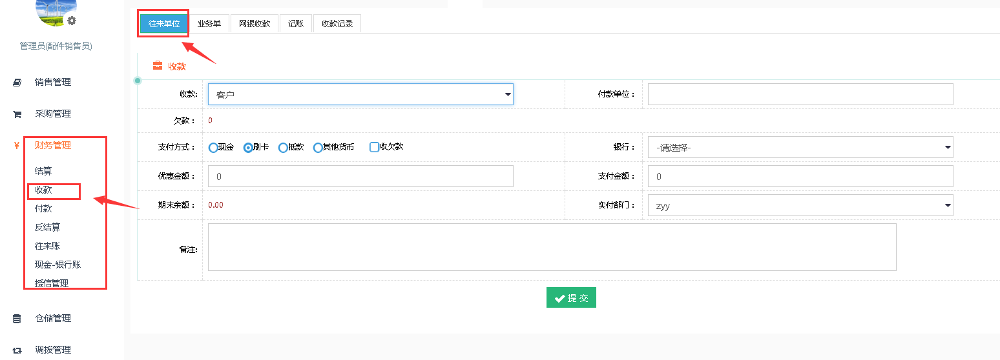 管理员(配件销售员)
销售管理
采购管理
¥ 财务管理
结算
收款
付款
反结算
往来账
现金-银行账
授信管理
仓储管理
调拨管理
往来单位 业务单 网银收款 记账 收款记录
收款
收款: 客户 付款单位：
欠款： 0
支付方式： 现金 刷卡 抵款 其他货币 收欠款 银行： -请选择-
优惠金额： 0 支付金额： 0
期末余额： 0.00 实付部门： zyy
备注:
提交